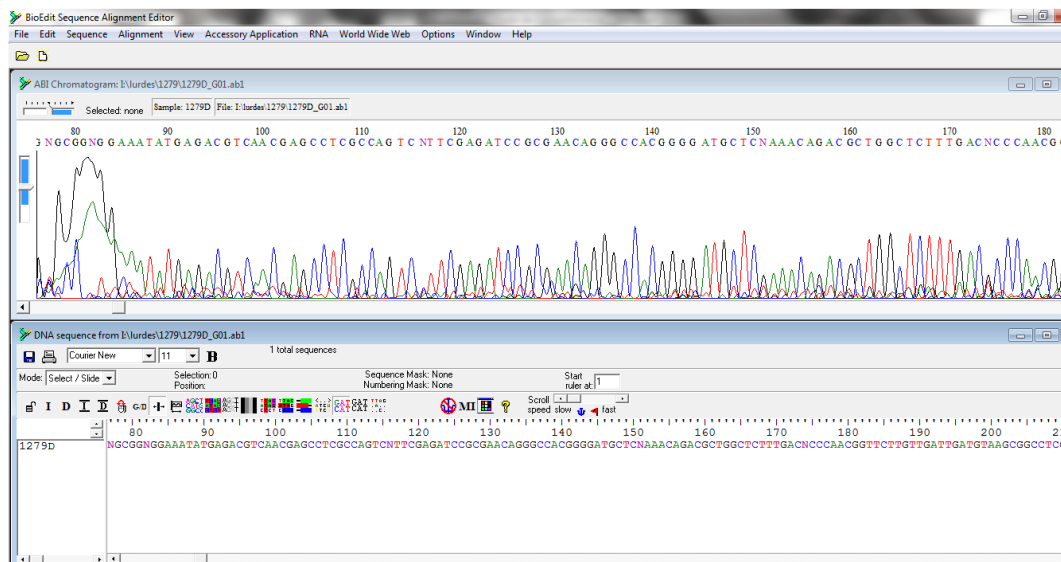 BioEdit Sequence Alignment Editor
File Edit Sequence Alignment View Accessory Application RNA World Wide Web Options Window Help
ABI Chromatogram: I:\lurdes\1279\1279D_G01.ab1
Selected: none Sample: 1279D File: I:\lurdes\1279\1279D_G01.ab1
80 90 100 110 120 130 140 150 160 170 180
NGCGGNGGAAATATGAGACGTCAACGAGCCTCGCCAGTCNTTCGAGATCCGCGAACAGGGCCACGGGGATGCTCNAAACAGACGCTGGCTCTTTGACNCCCAACG
DNA sequence from I:\lurdes\1279\1279D_G01.ab1
Courier New 11 B 1 total sequences
Mode: Select / Slide Selection: 0 Position: Sequence Mask: None Numbering Mask: None Start ruler at: 1
I D I D G/D MI ? Scroll speed slow fast
80 90 100 110 120 130 140 150 160 170 180 190 200
1279D NGCGGNGGAAATATGAGACGTCAACGAGCCTCGCCAGTCNTTCGAGATCCGCGAACAGGGCCACGGGGATGCTCNAAACAGACGCTGGCTCTTTGACNCCCAACGGTTCTTGTTGATTGATGTAAGCGGCCTC